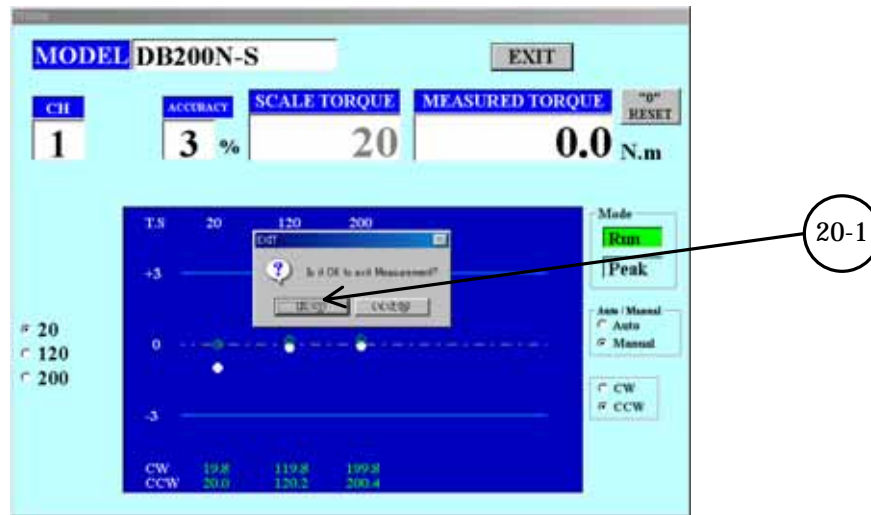 MODEL DB200N-S
EXIT
CH
1
ACCURACY
3 %
SCALE TORQUE
20
MEASURED TORQUE
0.0 N.m
"0"
RESET
T.S 20 120 200
+3
0
-3
CW 19.8 119.8 199.8
CCW 20.0 120.2 200.4
EXIT
Is it OK to exit Measurement?
20
120
200
Mode
Run
Peak
Auto / Manual
Auto
Manual
CW
CCW
20-1